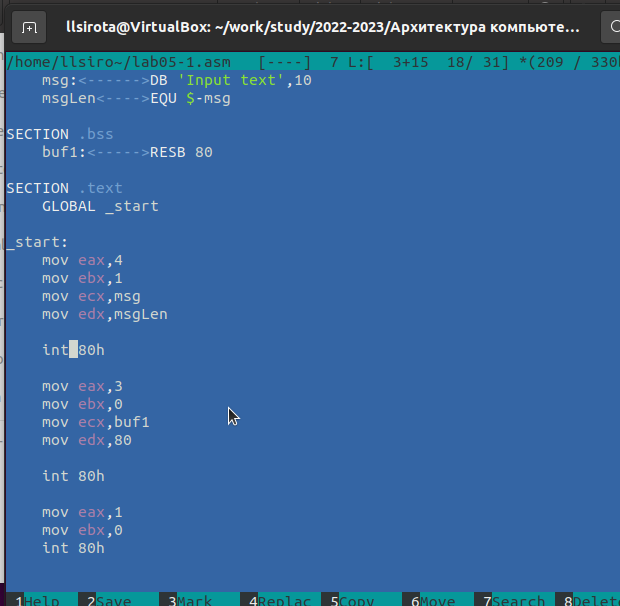 llsirota@VirtualBox: ~/work/study/2022-2023/Архитектура компьюте...
/home/llsiro~/lab05-1.asm [----] 7 L:[ 3+15 18/ 31] *(209 / 330
msg:<------>DB 'Input text',10
msgLen<---->EQU $-msg
SECTION .bss
buf1:<----->RESB 80
SECTION .text
GLOBAL _start
_start:
mov eax,4
mov ebx,1
mov ecx,msg
mov edx,msgLen
int 80h
mov eax,3
mov ebx,0
mov ecx,buf1
mov edx,80
int 80h
mov eax,1
mov ebx,0
int 80h
1Help 2Save 3Mark 4Replac 5Copy 6Move 7Search 8Delete